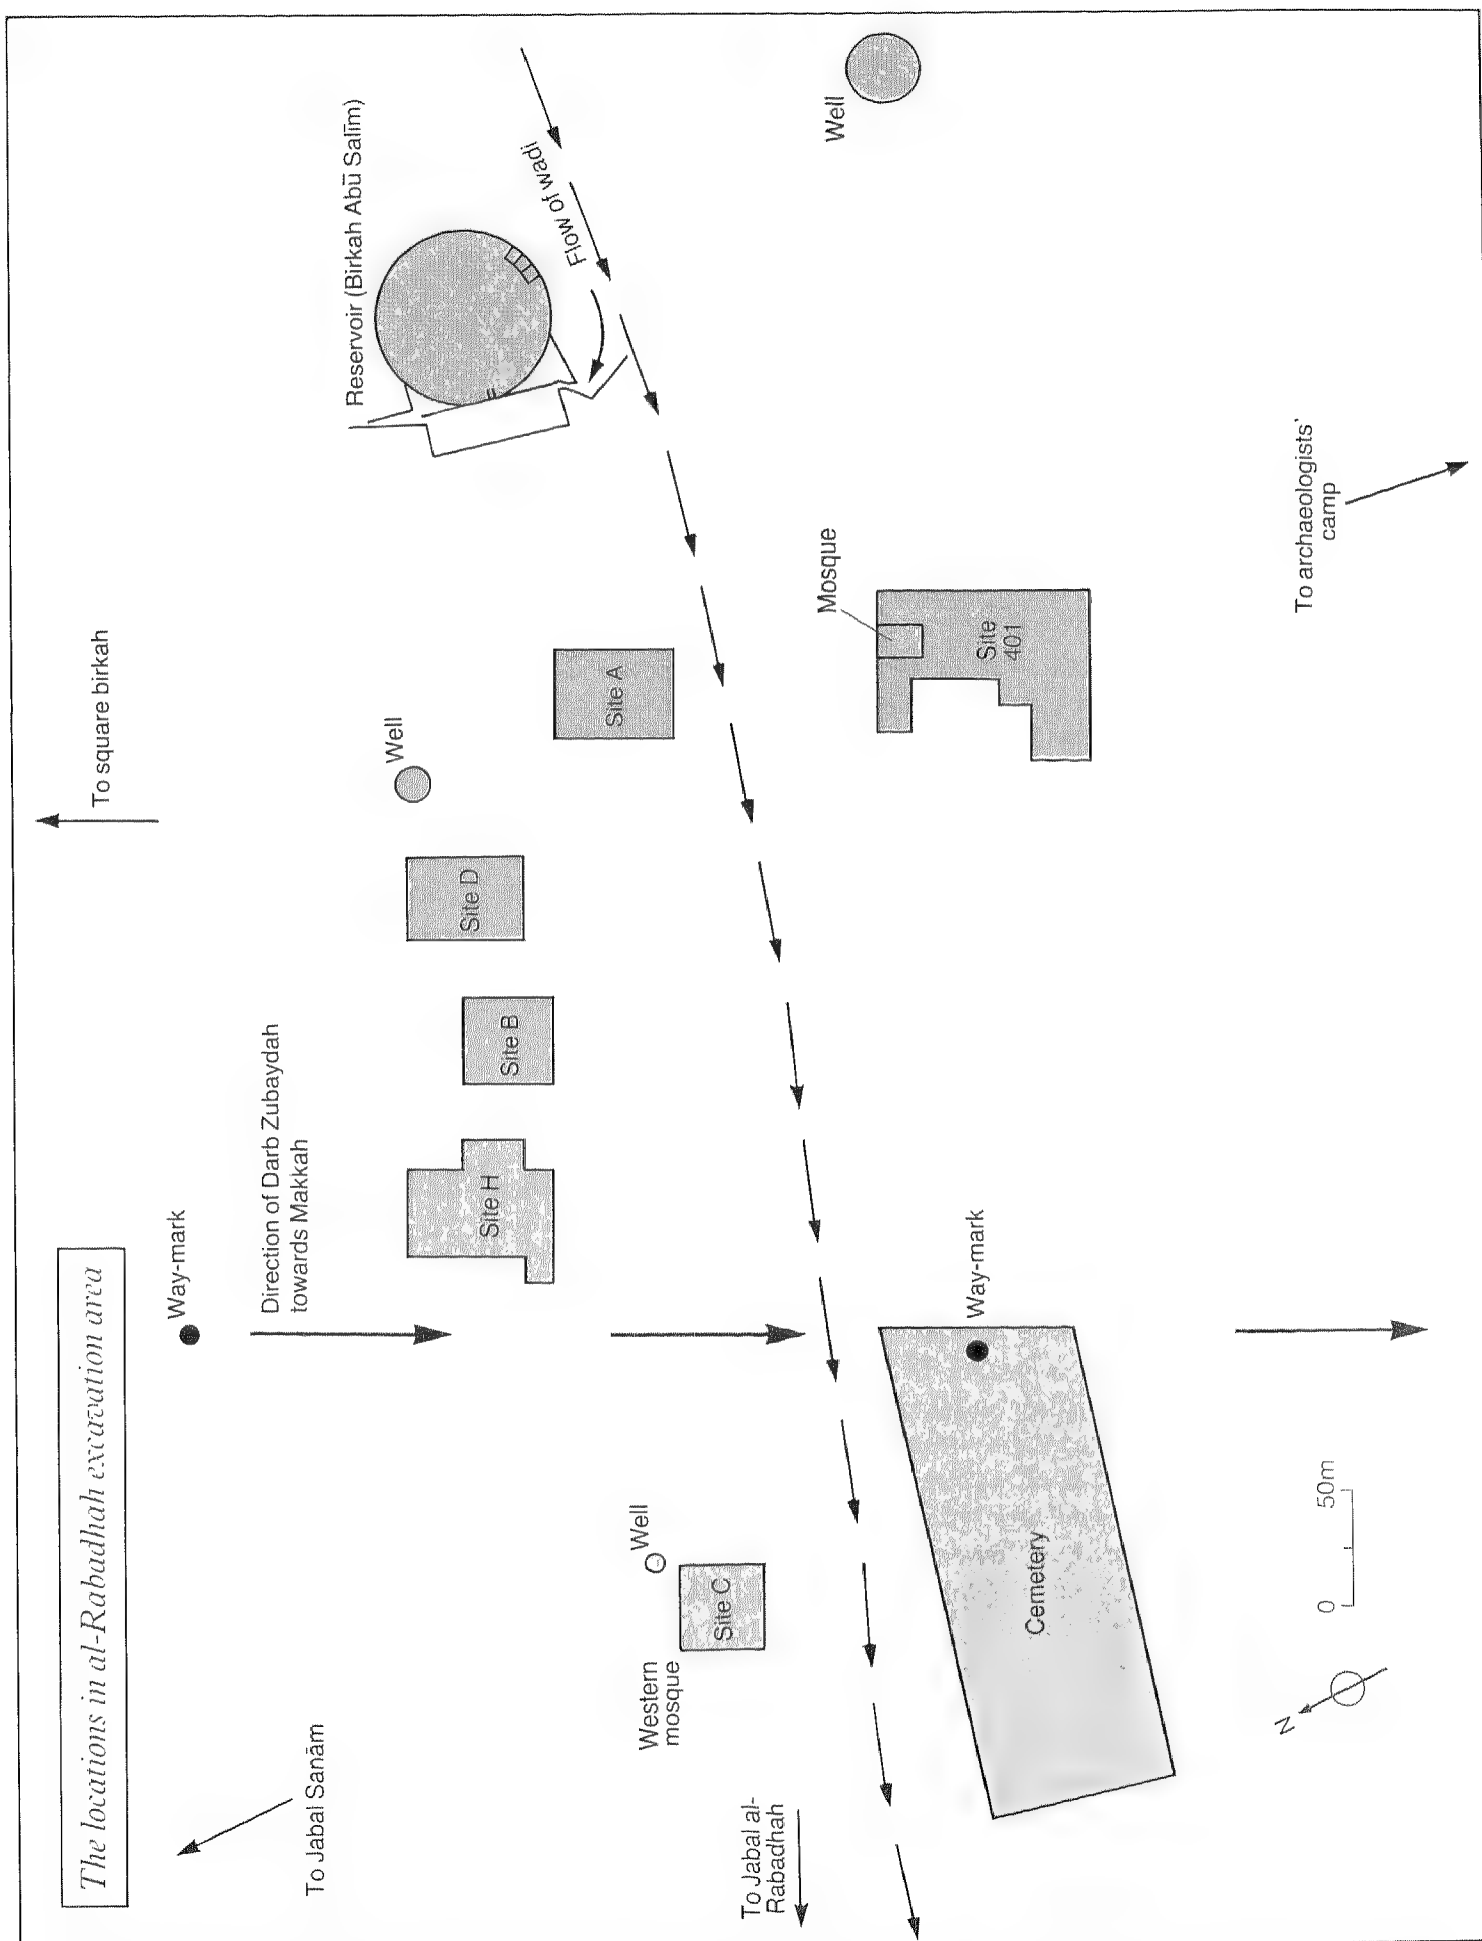 The locations in al-Rabadhah excavation area
To Jabal Sanām
Way-mark
Direction of Darb Zubaydah
towards Makkah
To square birkah
Reservoir (Birkah Abū Salīm)
Flow of wadi
Well
Site H
Site B
Site D
Well
Site A
Western
mosque
Well
Site C
Mosque
Site
401
To Jabal al-
Rabadhah
Cemetery
Way-mark
To archaeologists'
camp
N
0
50m